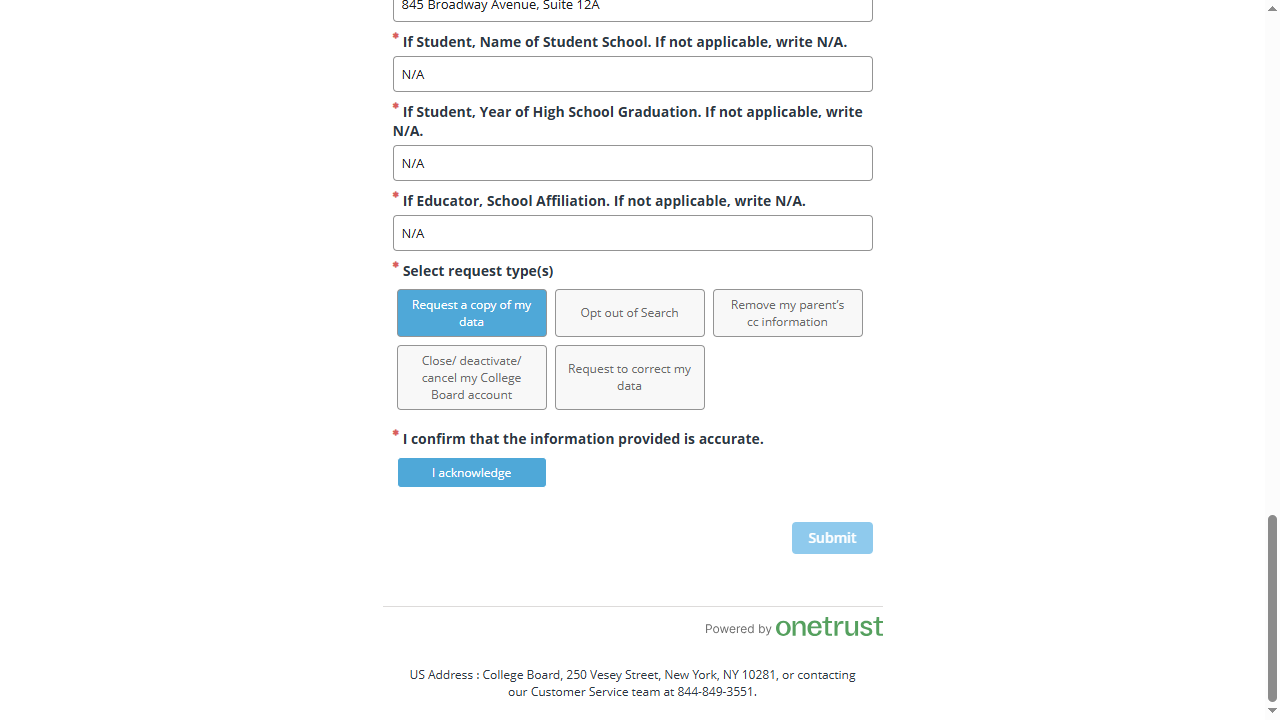 845 Broadway Avenue, Suite 12A
* If Student, Name of Student School. If not applicable, write N/A.
N/A
* If Student, Year of High School Graduation. If not applicable, write
N/A.
N/A
* If Educator, School Affiliation. If not applicable, write N/A.
N/A
* Select request type(s)
Request a copy of my
data
Opt out of Search
Remove my parent's
cc information
Close/ deactivate/
cancel my College
Board account
Request to correct my
data
* I confirm that the information provided is accurate.
I acknowledge
Submit
Powered by onetrust
US Address : College Board, 250 Vesey Street, New York, NY 10281, or contacting
our Customer Service team at 844-849-3551.